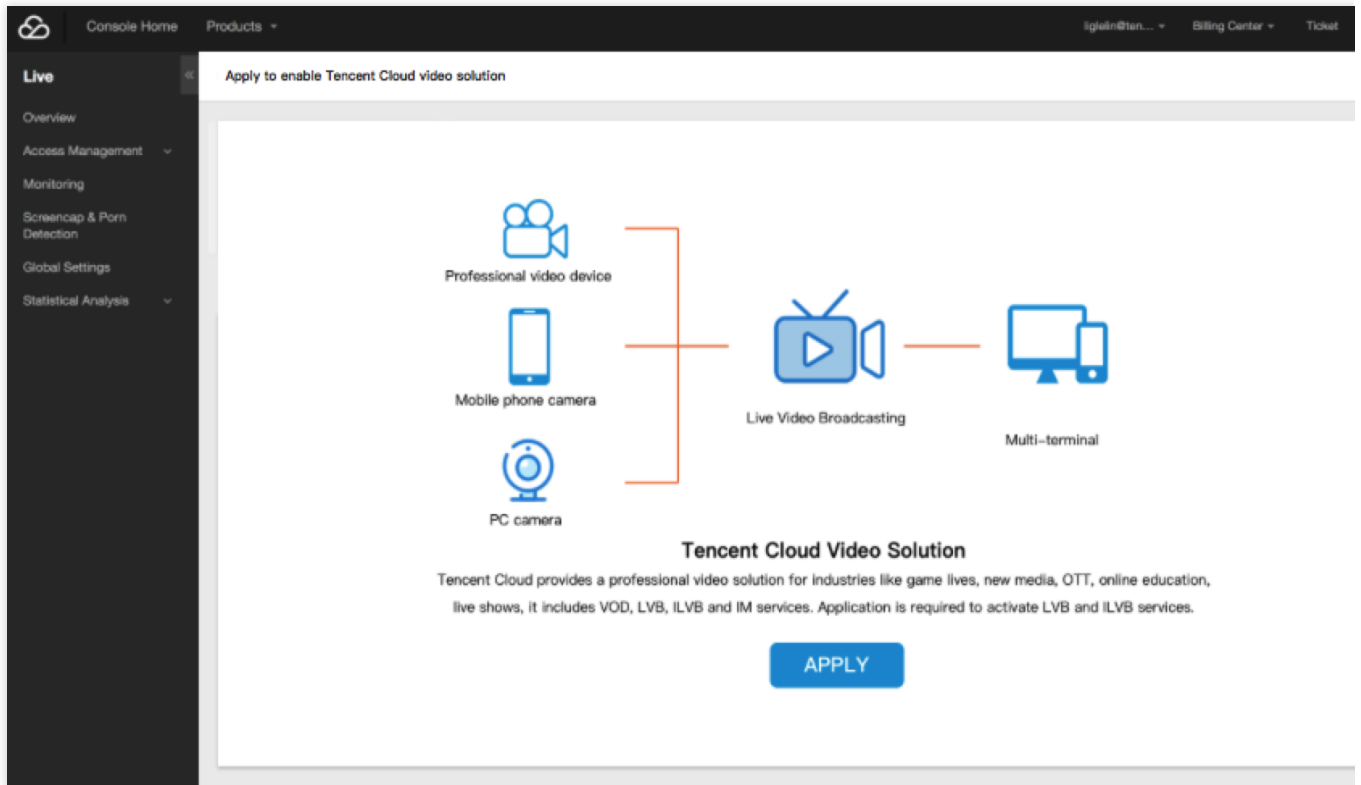 Console Home
Products
liglelin@ten...
Billing Center
Ticket
Live
Apply to enable Tencent Cloud video solution
Overview
Access Management
Monitoring
Screencap & Porn
Detection
Global Settings
Statistical Analysis
Professional video device
Mobile phone camera
PC camera
Live Video Broadcasting
Multi-terminal
Tencent Cloud Video Solution
Tencent Cloud provides a professional video solution for industries like game lives, new media, OTT, online education,
live shows, it includes VOD, LVB, ILVB and IM services. Application is required to activate LVB and ILVB services.
APPLY